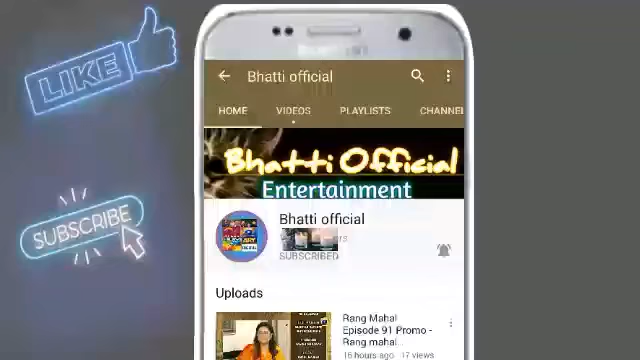 LIKE
SUBSCRIBE
Bhatti official
HOME VIDEOS PLAYLISTS CHANNEL
Bhatti Official
Entertainment
Bhatti official
SUBSCRIBED
Uploads
Rang Mahal
Episode 91 Promo -
Rang mahal...
16 hours ago · 17 views